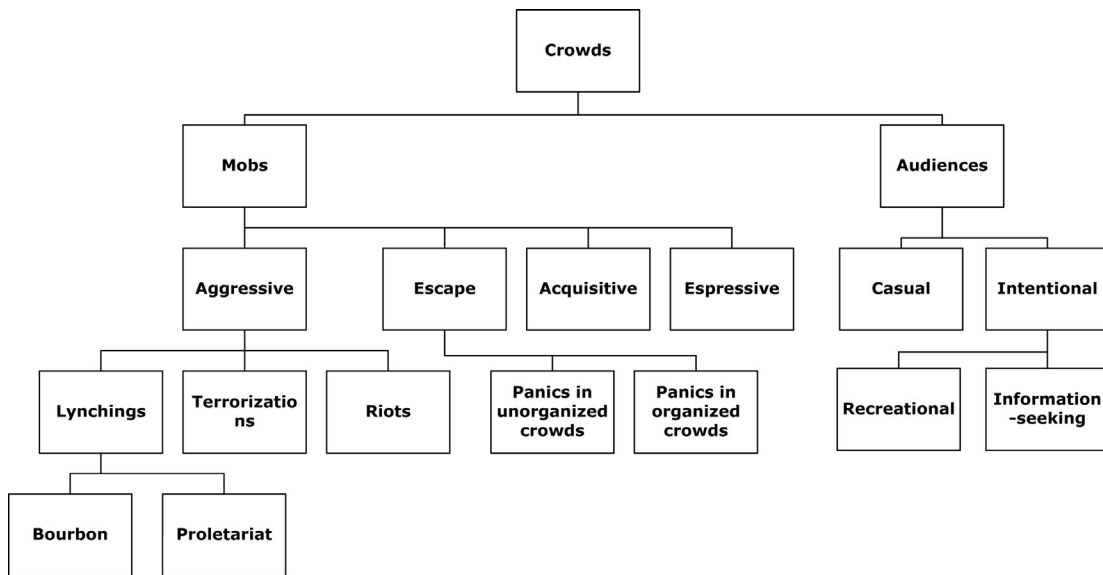 Crowds
Mobs
Audiences
Aggressive
Escape
Acquisitive
Espressive
Casual
Intentional
Lynchings
Terrorizatio
ns
Riots
Panics in
unorganized
crowds
Panics in
organized
crowds
Recreational
Information
-seeking
Bourbon
Proletariat